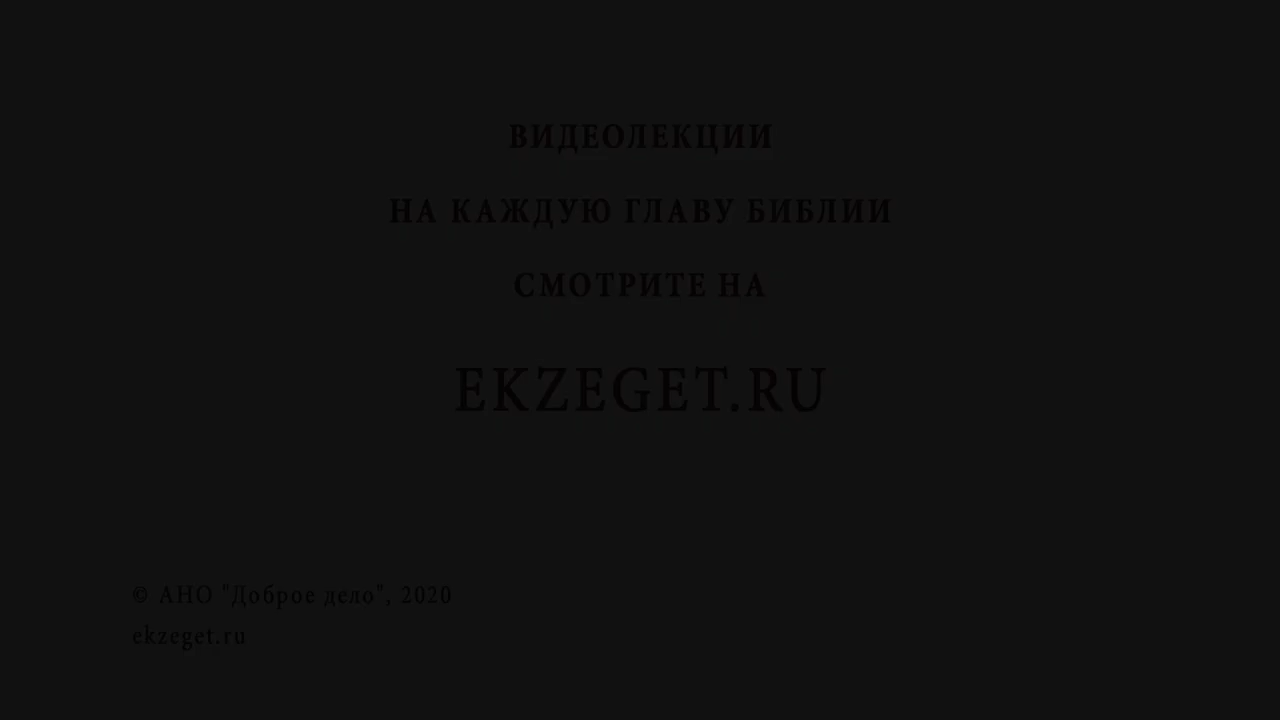 ВИДЕОЛЕКЦИИ
НА КАЖДУЮ ГЛАВУ БИБЛИИ
СМОТРИТЕ НА
EKZEGET.RU
© АНО "Доброе дело", 2020
ekzeget.ru